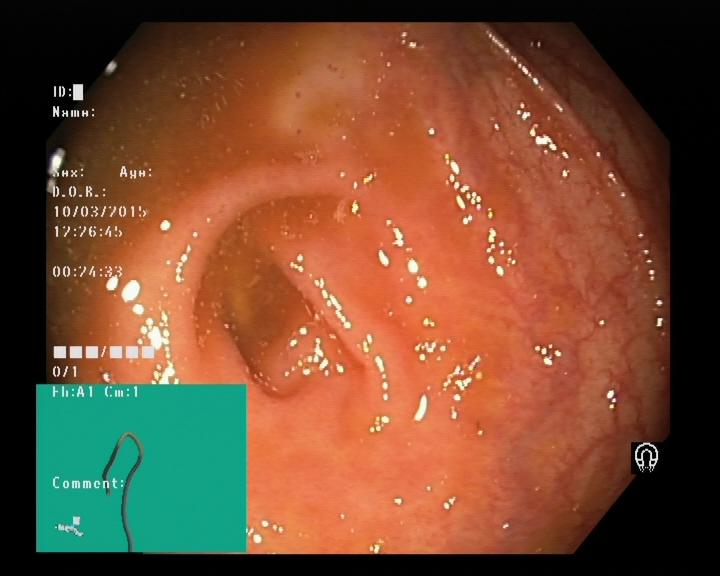 ID:
Name:
Sex: Age:
D.O.B.:
10/03/2015
12:26:45
00:24:33
/
0/1
Eh:A1 Cm:1
Comment: